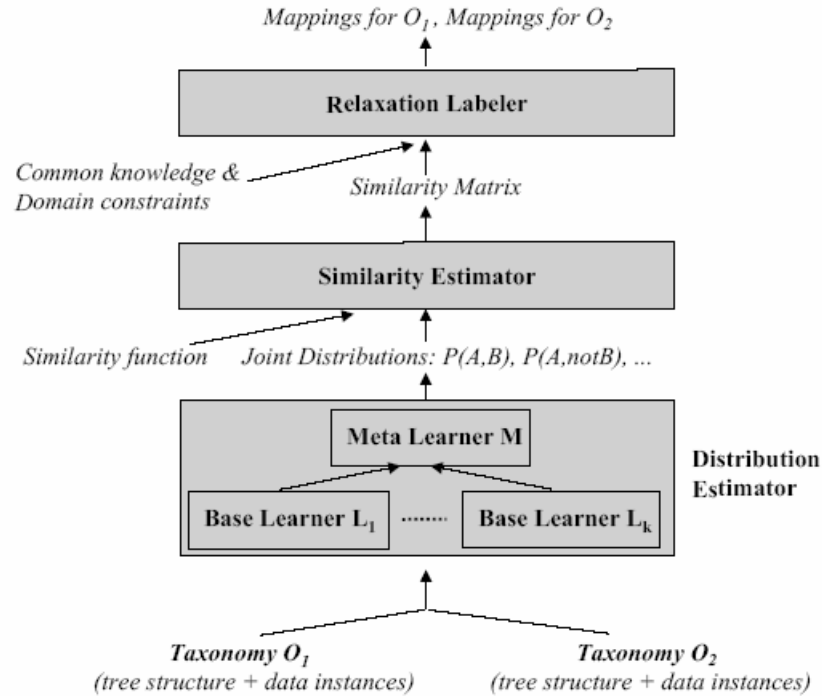 Mappings for O1, Mappings for O2
Relaxation Labeler
Common knowledge &
Domain constraints
Similarity Matrix
Similarity Estimator
Similarity function
Joint Distributions: P(A,B), P(A,notB), ...
Meta Learner M
Distribution
Estimator
Base Learner L1
........
Base Learner Lk
Taxonomy O1
(tree structure + data instances)
Taxonomy O2
(tree structure + data instances)